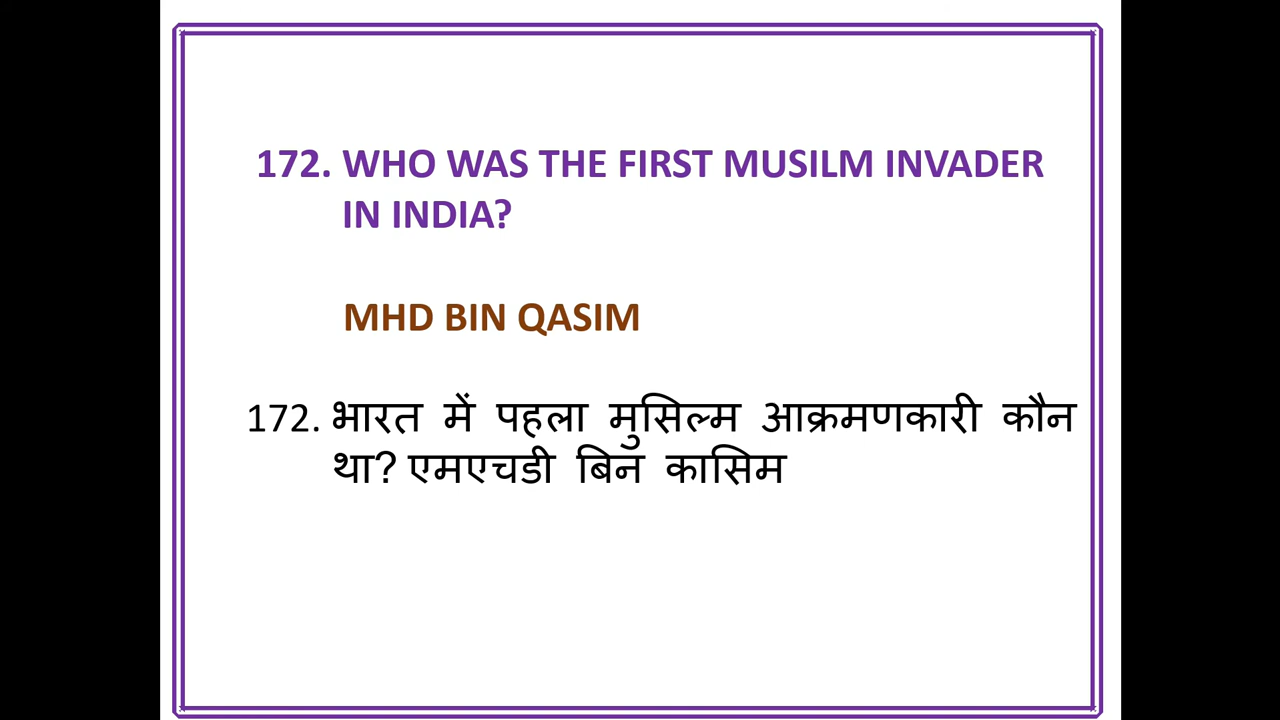 172. WHO WAS THE FIRST MUSILM INVADER
IN INDIA?
MHD BIN QASIM
172. भारत में पहला मुसिल्म आक्रमणकारी कौन
था? एमएचडी बिन कासिम